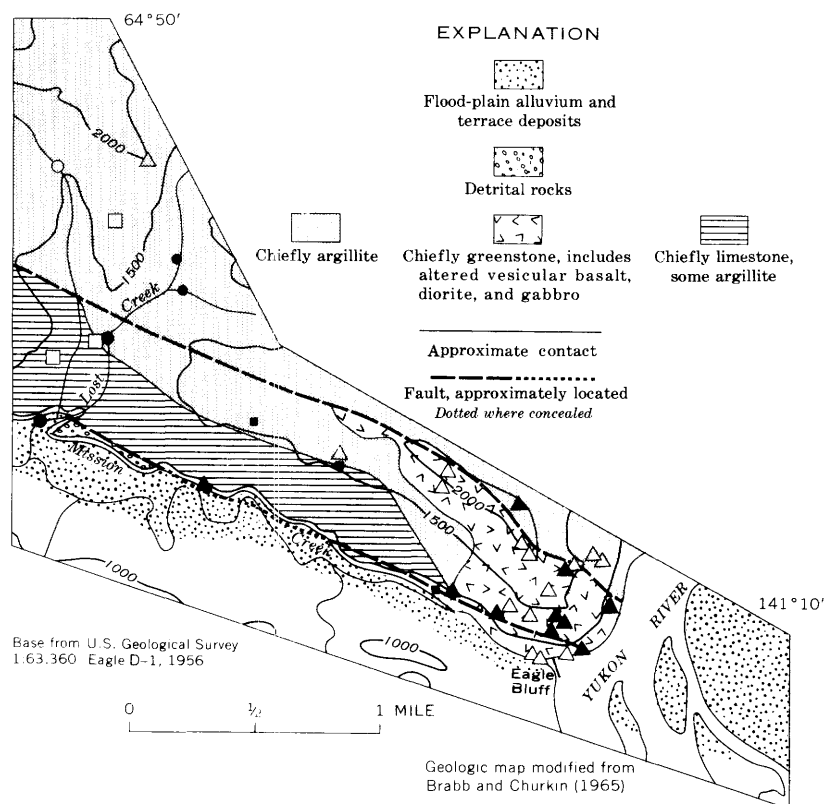 64°50'
EXPLANATION
Flood-plain alluvium and
terrace deposits
Detrital rocks
Chiefly argillite
Chiefly greenstone, includes
altered vesicular basalt,
diorite, and gabbro
Chiefly limestone,
some argillite
Approximate contact
Fault, approximately located
Dotted where concealed
2000
1500
Creek
Lost
Mission
Creek
2000
1500
1000
1000
141°10'
YUKON RIVER
Eagle
Bluff
Base from U.S. Geological Survey
1:63.360 Eagle D-1, 1956
0 ½ 1 MILE
Geologic map modified from
Brabb and Churkin (1965)